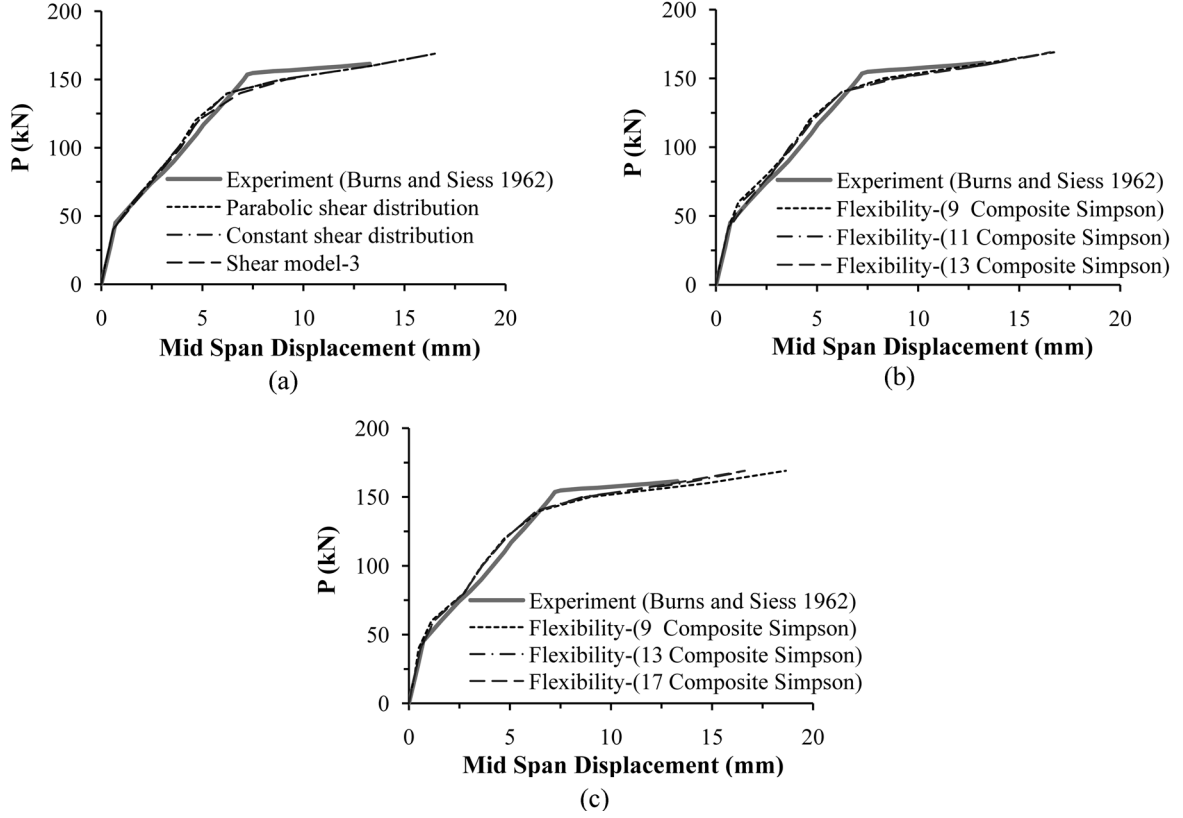 200
150
100
50
0
P (kN)
Experiment (Burns and Siess 1962)
Parabolic shear distribution
Constant shear distribution
Shear model-3
0 5 10 15 20
Mid Span Displacement (mm)
(a)
200
150
100
50
0
P (kN)
Experiment (Burns and Siess 1962)
Flexibility-(9 Composite Simpson)
Flexibility-(11 Composite Simpson)
Flexibility-(13 Composite Simpson)
0 5 10 15 20
Mid Span Displacement (mm)
(b)
200
150
100
50
0
P (kN)
Experiment (Burns and Siess 1962)
Flexibility-(9 Composite Simpson)
Flexibility-(13 Composite Simpson)
Flexibility-(17 Composite Simpson)
0 5 10 15 20
Mid Span Displacement (mm)
(c)